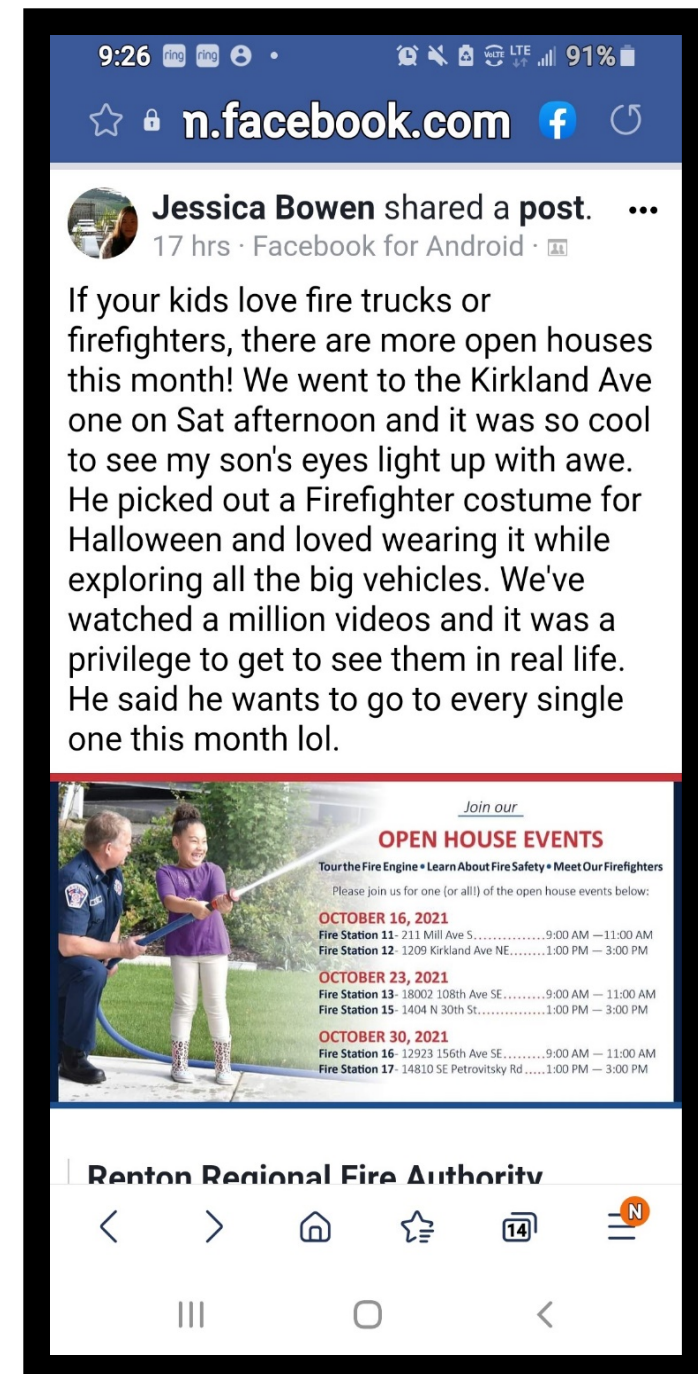 9:26 ring ring VoLTE LTE 91%
n.facebook.com
Jessica Bowen shared a post.
17 hrs · Facebook for Android ·
If your kids love fire trucks or
firefighters, there are more open houses
this month! We went to the Kirkland Ave
one on Sat afternoon and it was so cool
to see my son's eyes light up with awe.
He picked out a Firefighter costume for
Halloween and loved wearing it while
exploring all the big vehicles. We've
watched a million videos and it was a
privilege to get to see them in real life.
He said he wants to go to every single
one this month lol.
Join our
OPEN HOUSE EVENTS
Tour the Fire Engine • Learn About Fire Safety • Meet Our Firefighters
Please join us for one (or all!) of the open house events below:
OCTOBER 16, 2021
Fire Station 11- 211 Mill Ave S...............9:00 AM —11:00 AM
Fire Station 12- 1209 Kirkland Ave NE........1:00 PM — 3:00 PM
OCTOBER 23, 2021
Fire Station 13- 18002 108th Ave SE.........9:00 AM — 11:00 AM
Fire Station 15- 1404 N 30th St..............1:00 PM — 3:00 PM
OCTOBER 30, 2021
Fire Station 16- 12923 156th Ave SE.........9:00 AM — 11:00 AM
Fire Station 17- 14810 SE Petrovitsky Rd.....1:00 PM — 3:00 PM
Renton Regional Fire Authority
14
N